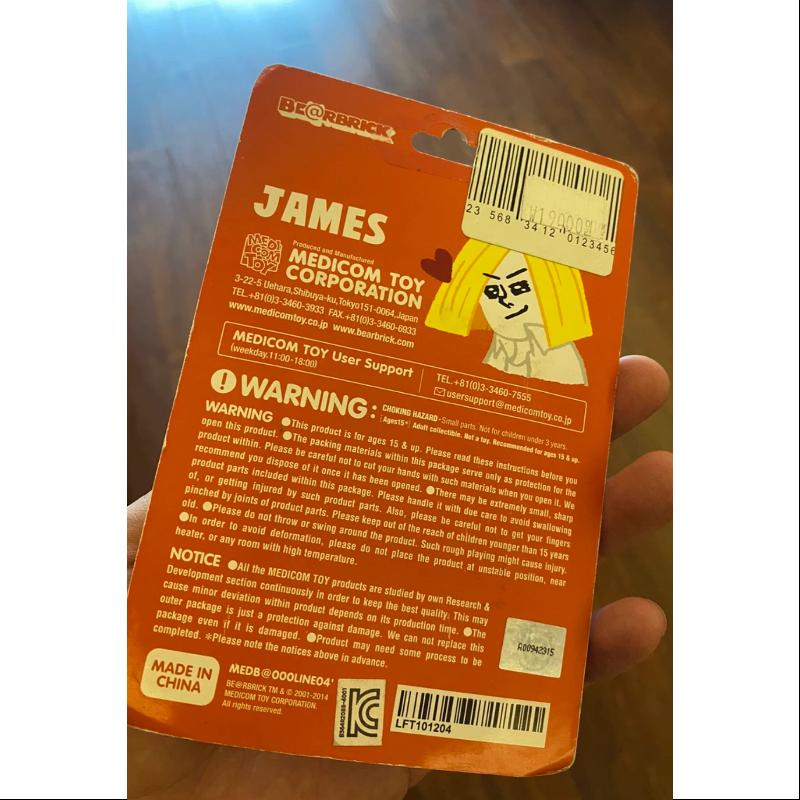 BE@RBRICK
23 568 3412 0123456
JAMES
MEDI
COM
TOY
Produced and Manufactured
MEDICOM TOY
CORPORATION
3-22-5 Uehara,Shibuya-ku,Tokyo151-0064,Japan
TEL.+81(0)3-3460-3933 FAX.+81(0)3-3460-6933
www.medicomtoy.co.jp www.bearbrick.com
MEDICOM TOY User Support
(weekday.11:00-18:00)
TEL.+81(0)3-3460-7555
usersupport@medicomtoy.co.jp
WARNING:
CHOKING HAZARD-Small parts. Not for children under 3 years.
[Ages15+] Adult collectible. Not a toy. Recommended for ages 15 & up.
WARNING ●This product is for ages 15 & up. Please read these instructions before you
open this product. ●The packing materials within this package serve only as protection for the
product within. Please be careful not to cut your hands with such materials when you open it. We
recommend you dispose of it once it has been opened. ●There may be extremely small, sharp
product parts included within this package. Please handle it with due care to avoid swallowing
of, or getting injured by such product parts. Also, please be careful not to get your fingers
pinched by joints of product parts. Please keep out of the reach of children younger than 15 years
old. ●Please do not throw or swing around the product. Such rough playing might cause injury.
●In order to avoid deformation, please do not place the product at unstable position, near
heater, or any room with high temperature.
NOTICE ●All the MEDICOM TOY products are studied by own Research &
Development section continuously in order to keep the best quality. This may
cause minor deviation within product depends on its production time. ●The
outer package is just a protection against damage. We can not replace this
package even if it is damaged. ●Product may need some process to be
completed. ※Please note the notices above in advance.
R00942315
MADE IN
CHINA
MEDB@000LINE04'
BE@RBRICK TM & © 2001-2014
MEDICOM TOY CORPORATION.
All rights reserved.
LFT101204